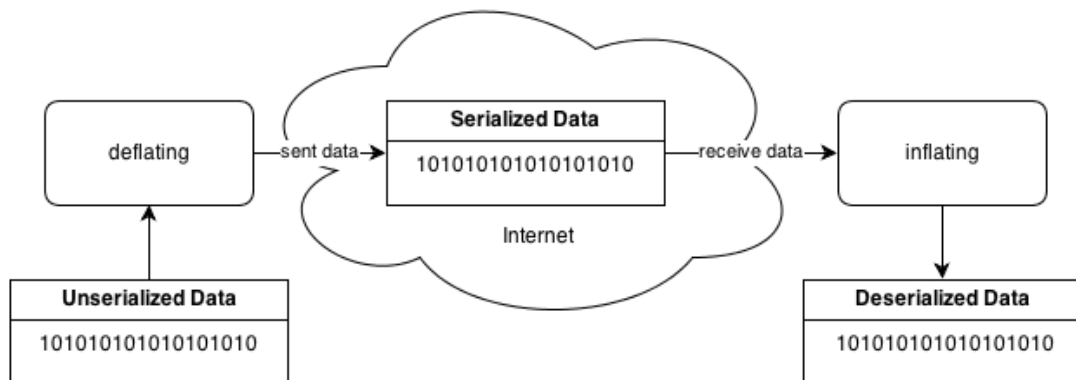 Serialized Data
deflating
sent data
101010101010101010
receive data
inflating
Internet
Unserialized Data
101010101010101010
Deserialized Data
101010101010101010